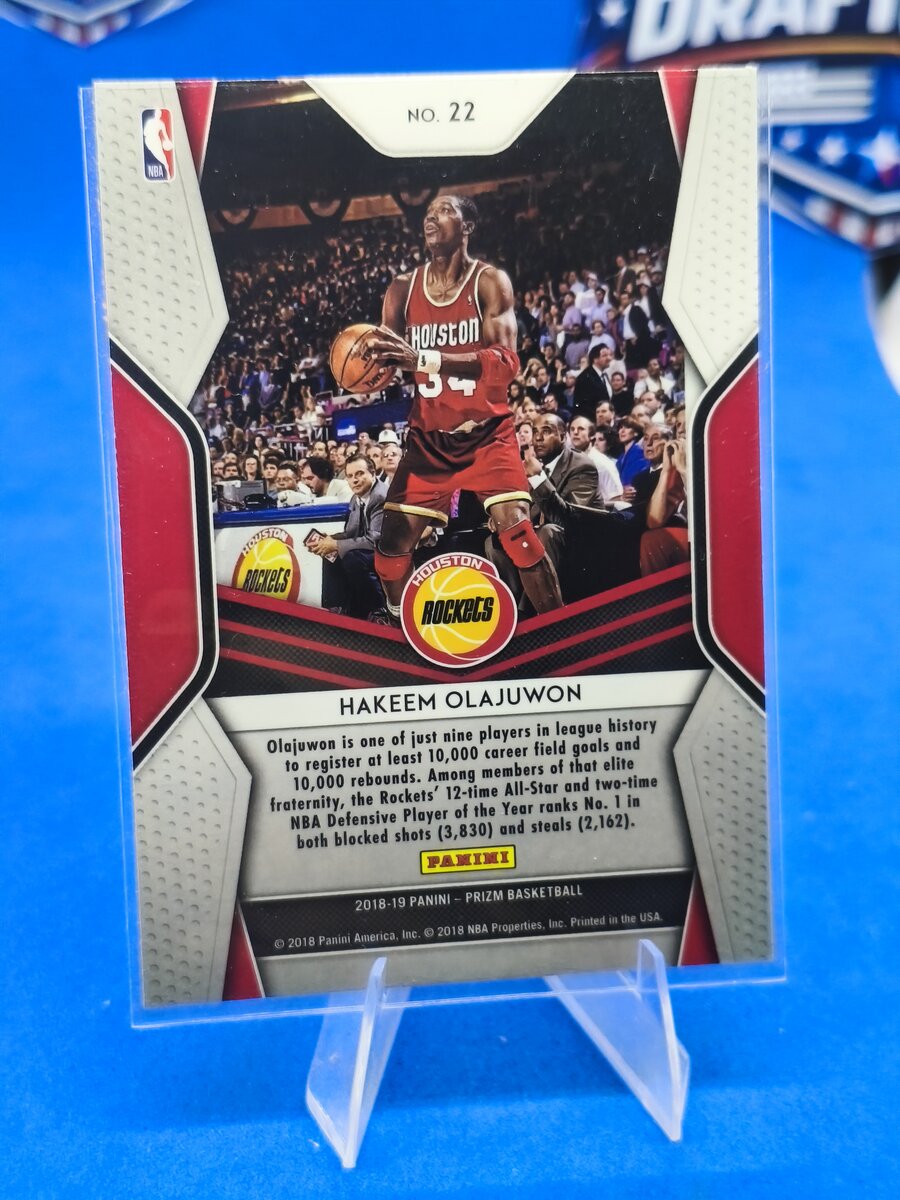 DRAFT
NBA
NO. 22
HOUSTON
34
HOUSTON
ROCKETS
HOUSTON
ROCKETS
HAKEEM OLAJUWON
Olajuwon is one of just nine players in league history
to register at least 10,000 career field goals and
10,000 rebounds. Among members of that elite
fraternity, the Rockets' 12-time All-Star and two-time
NBA Defensive Player of the Year ranks No. 1 in
both blocked shots (3,830) and steals (2,162).
PANINI
2018-19 PANINI – PRIZM BASKETBALL
© 2018 Panini America, Inc. © 2018 NBA Properties, Inc. Printed in the USA.